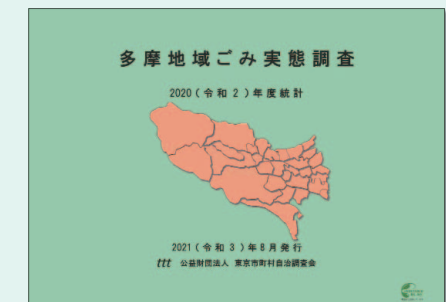 多摩地域ごみ実態調査
2020(令和2)年度統計
2021(令和3)年8月発行
ttt 公益財団法人 東京市町村自治調査会